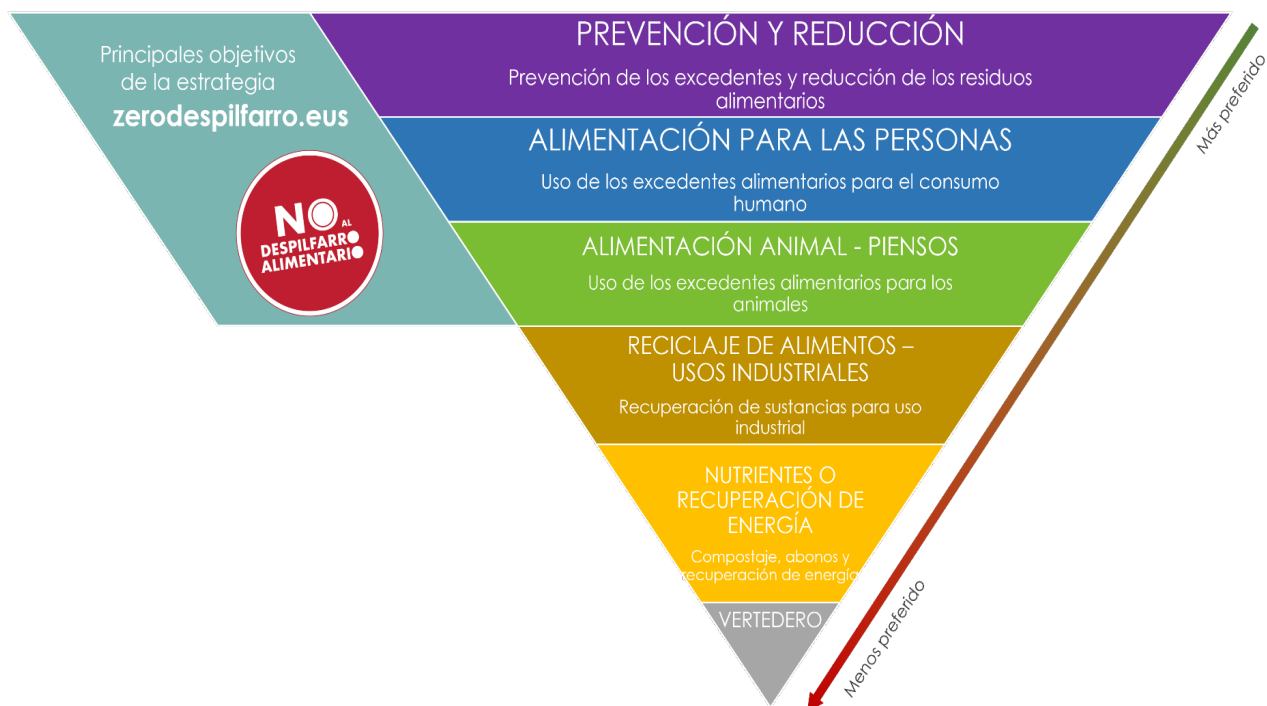 Principales objetivos
de la estrategia
zerodespilfarro.eus
NO AL
DESPILFARRO
ALIMENTARIO
PREVENCIÓN Y REDUCCIÓN
Prevención de los excedentes y reducción de los residuos
alimentarios
ALIMENTACIÓN PARA LAS PERSONAS
Uso de los excedentes alimentarios para el consumo
humano
ALIMENTACIÓN ANIMAL - PIENSOS
Uso de los excedentes alimentarios para los
animales
RECICLAJE DE ALIMENTOS –
USOS INDUSTRIALES
Recuperación de sustancias para uso
industrial
NUTRIENTES O
RECUPERACIÓN DE
ENERGÍA
Compostaje, abonos y
recuperación de energía
VERTEDERO
Más preferido
Menos preferido